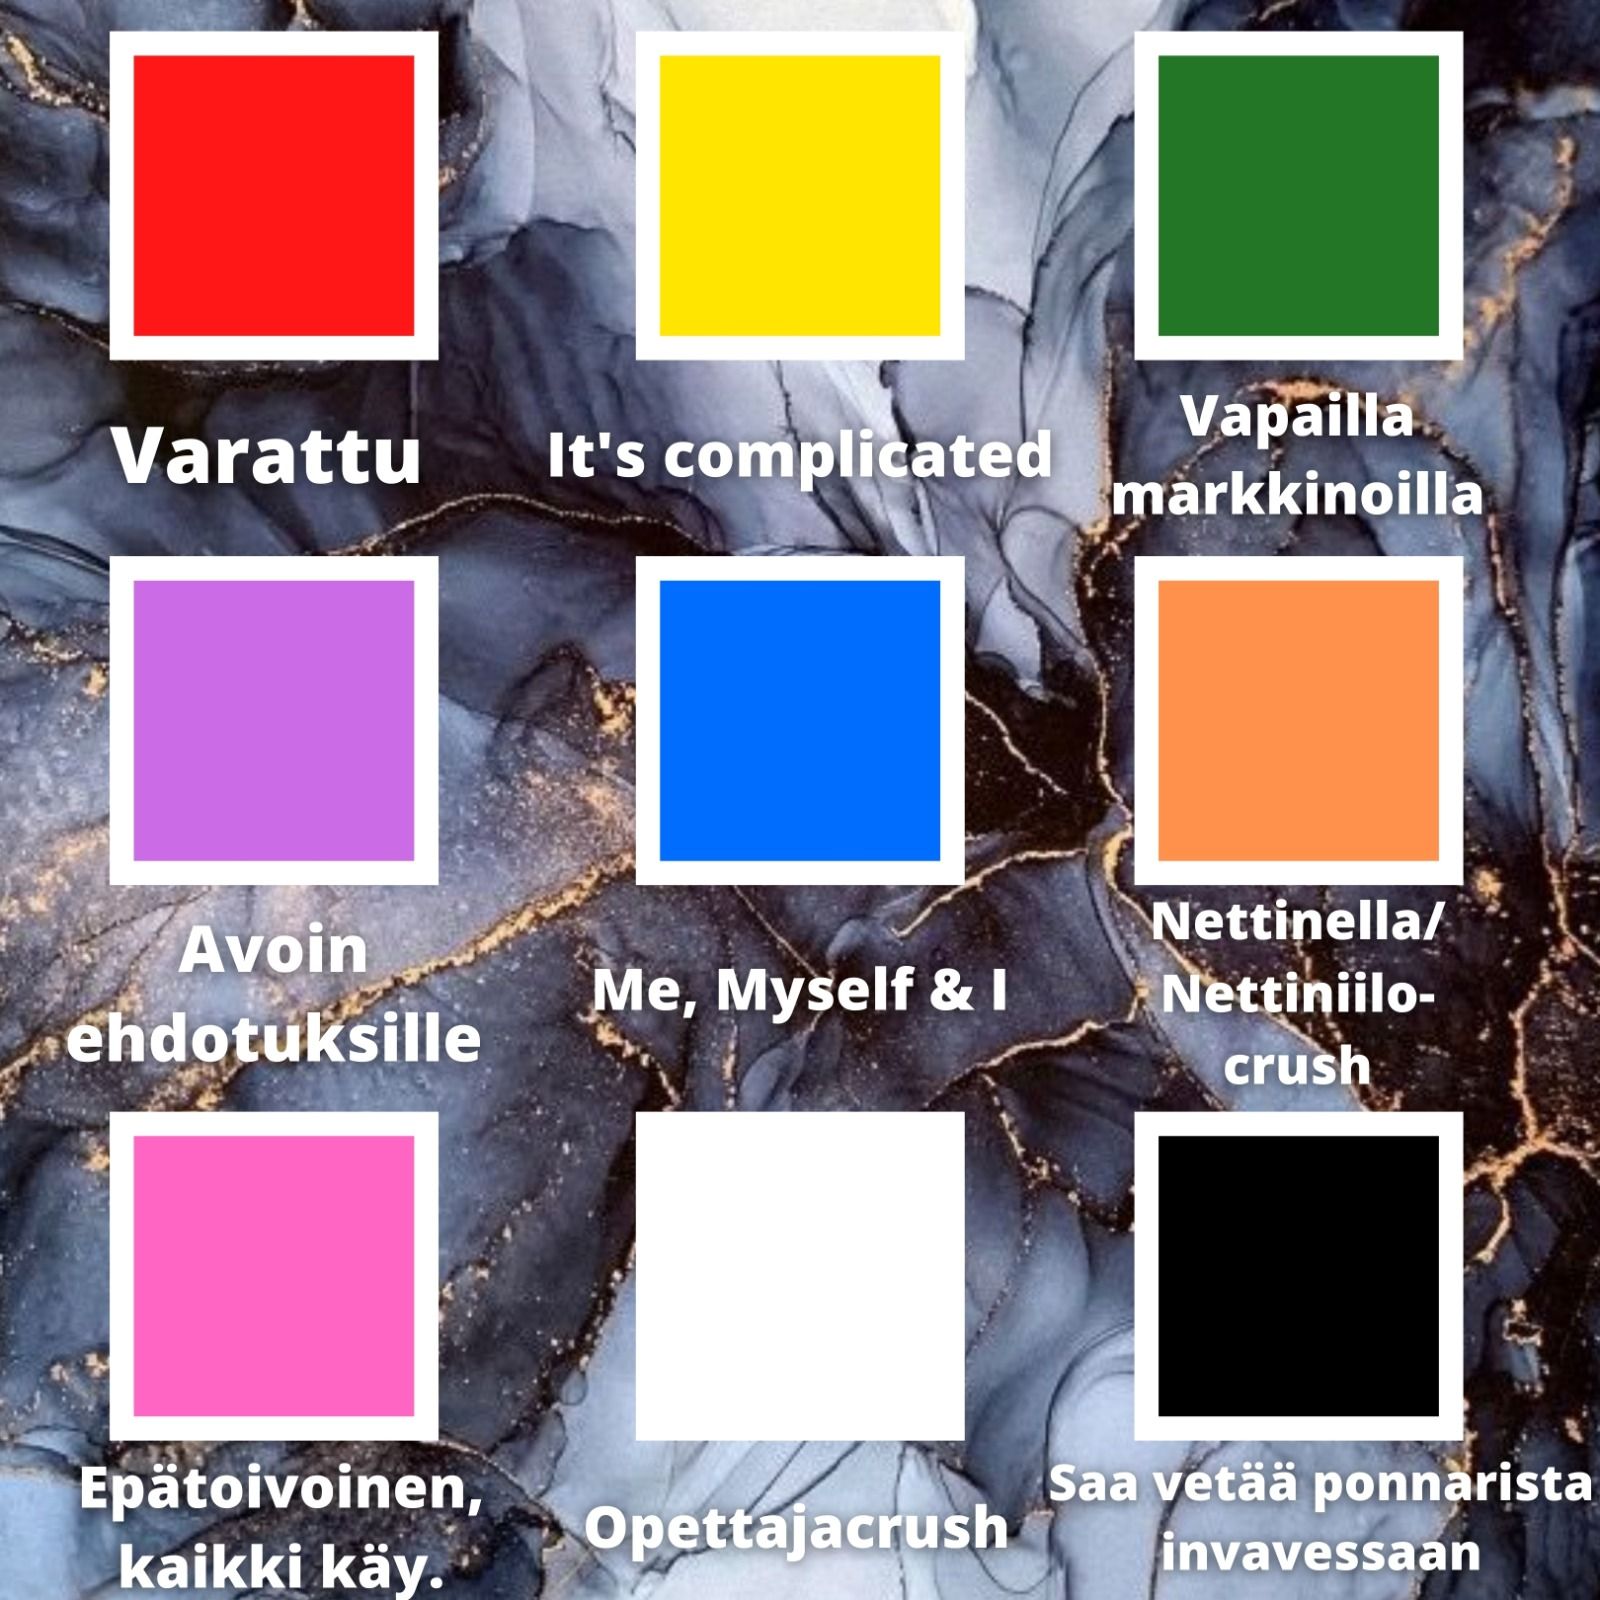 Varattu
It's complicated
Vapailla
markkinoilla
Avoin
ehdotuksille
Me, Myself & I
Nettinella/
Nettiniilo-
crush
Epätoivoinen,
kaikki käy.
Opettajacrush
Saa vetää ponnarista
invavessaan